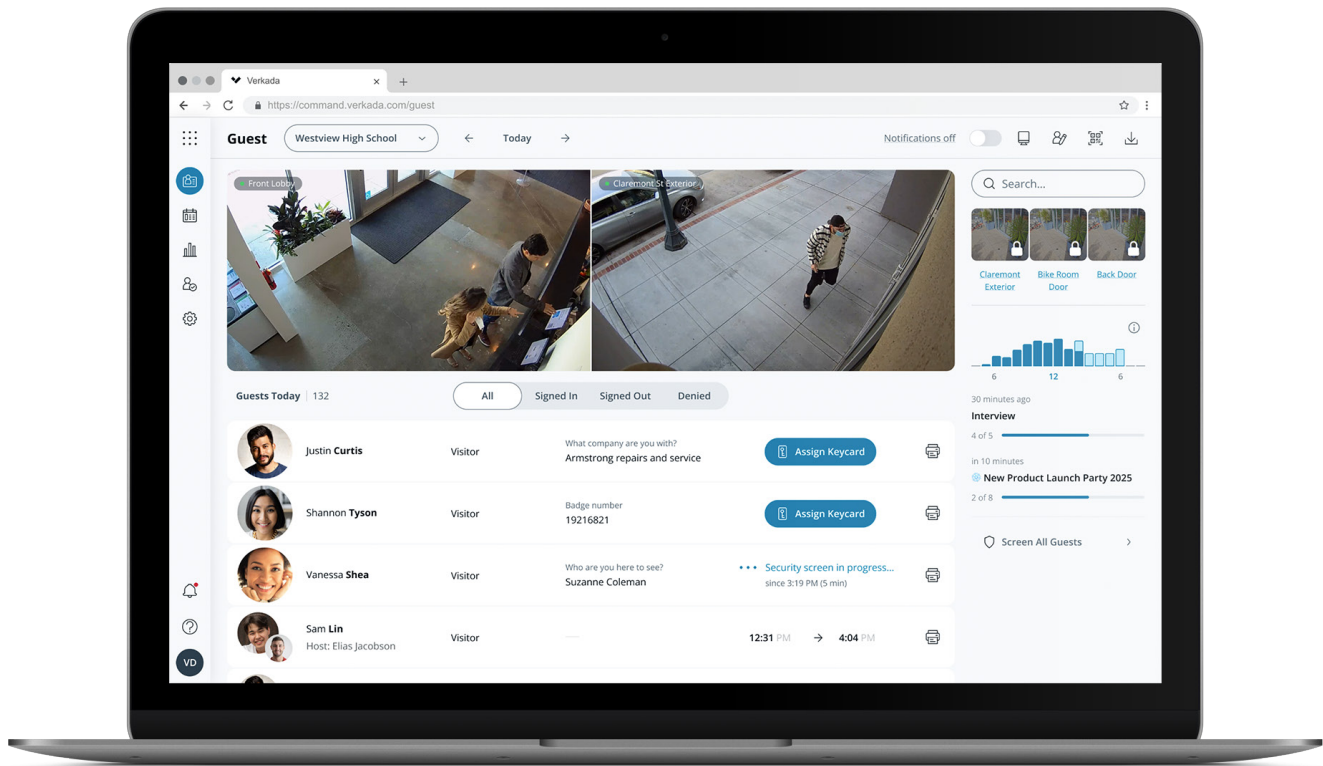 Verkada
https://command.verkada.com/guest
Guest
Westview High School
Today
Notifications off
Front Lobby
Claremont St Exterior
Search...
Claremont
Exterior
Bike Room
Door
Back Door
6
12
6
30 minutes ago
Interview
4 of 5
in 10 minutes
New Product Launch Party 2025
2 of 8
Screen All Guests
Guests Today | 132
All
Signed In
Signed Out
Denied
Justin Curtis
Visitor
What company are you with?
Armstrong repairs and service
Assign Keycard
Shannon Tyson
Visitor
Badge number
19216821
Assign Keycard
Vanessa Shea
Visitor
Who are you here to see?
Suzanne Coleman
Security screen in progress...
since 3:19 PM (5 min)
Sam Lin
Host: Elias Jacobson
Visitor
12:31 PM → 4:04 PM
VD